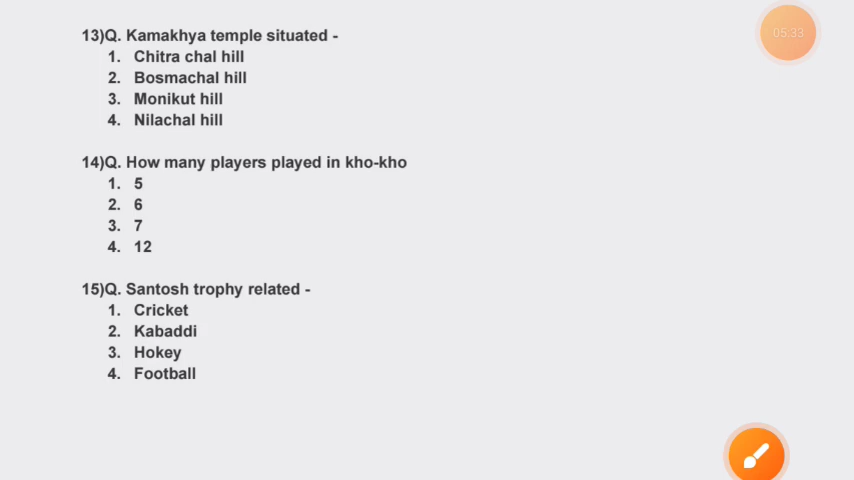 13)Q. Kamakhya temple situated -
1. Chitra chal hill
2. Bosmachal hill
3. Monikut hill
4. Nilachal hill
14)Q. How many players played in kho-kho
1. 5
2. 6
3. 7
4. 12
15)Q. Santosh trophy related -
1. Cricket
2. Kabaddi
3. Hokey
4. Football
05:33